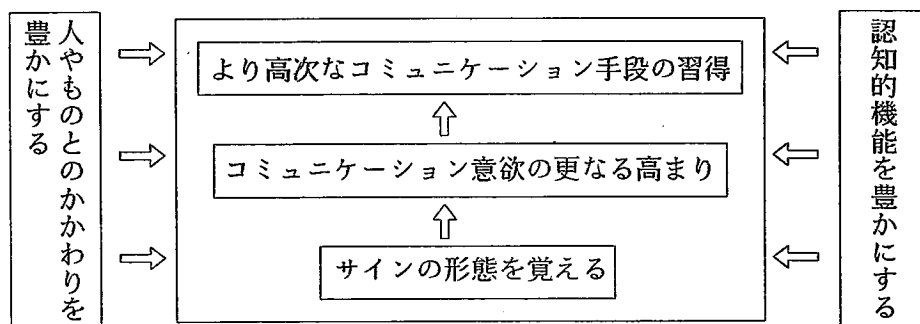 人やものとのかかわりを
豊かにする
より高次なコミュニケーション手段の習得
コミュニケーション意欲の更なる高まり
サインの形態を覚える
認知的機能を豊かにする